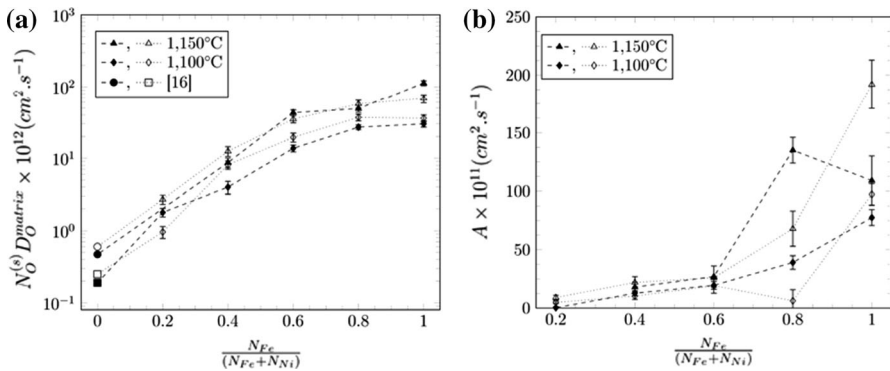 (a)
N_O^(s) D_O^matrix × 10^12 (cm^2.s^-1)
10^3
10^2
10^1
10^0
10^-1
, 1,150°C
, 1,100°C
, [16]
0 0.2 0.4 0.6 0.8 1
N_Fe
(N_Fe+N_Ni)
(b)
A × 10^11 (cm^2.s^-1)
250
200
150
100
50
0
, 1,150°C
, 1,100°C
0.2 0.4 0.6 0.8 1
N_Fe
(N_Fe+N_Ni)